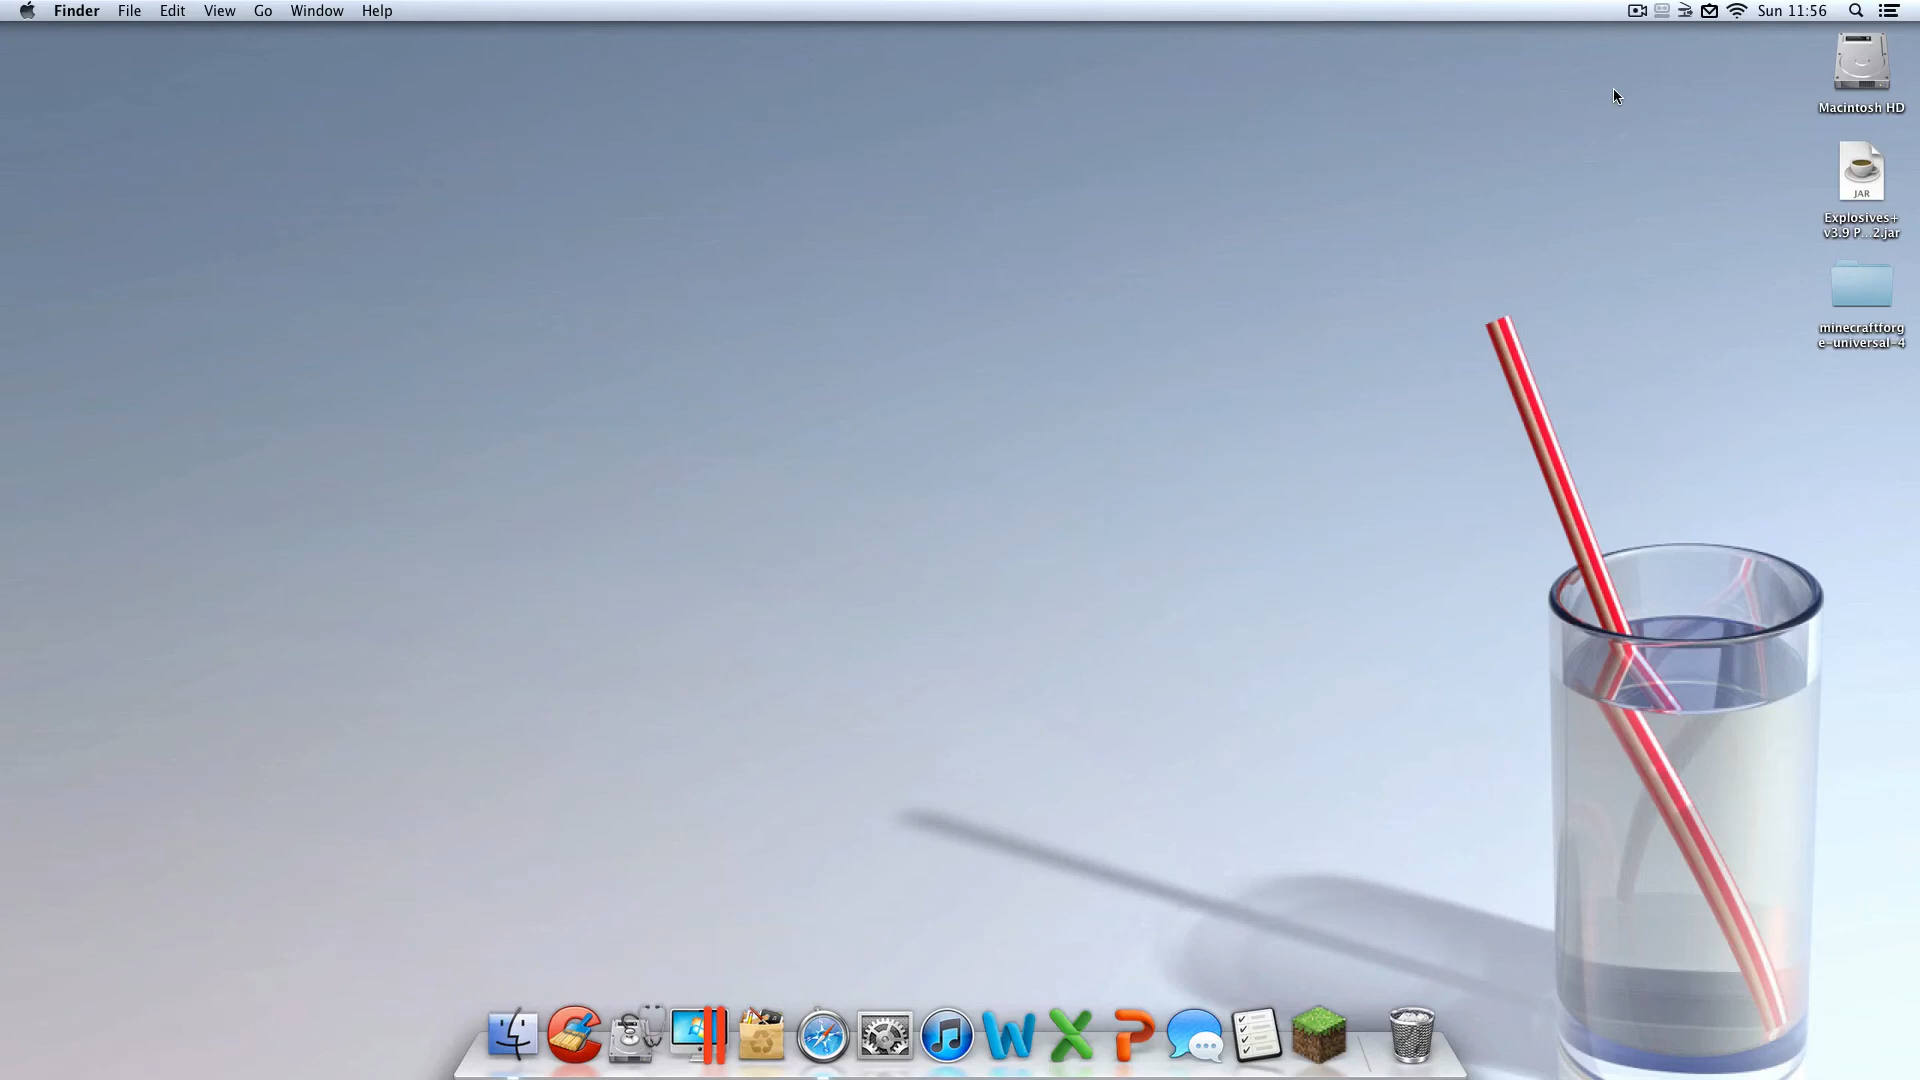 Finder File Edit View Go Window Help Sun 11:56
Macintosh HD
JAR
Explosives+
v3.9 P...2.jar
minecraftforg
e-universal-4